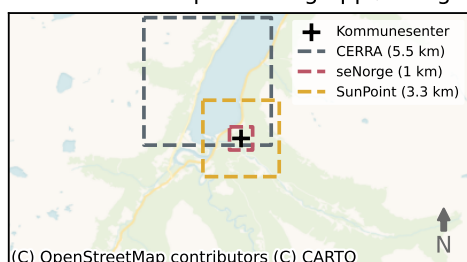 Kommunesenter
CERRA (5.5 km)
seNorge (1 km)
SunPoint (3.3 km)
N
(C) OpenStreetMap contributors (C) CARTO